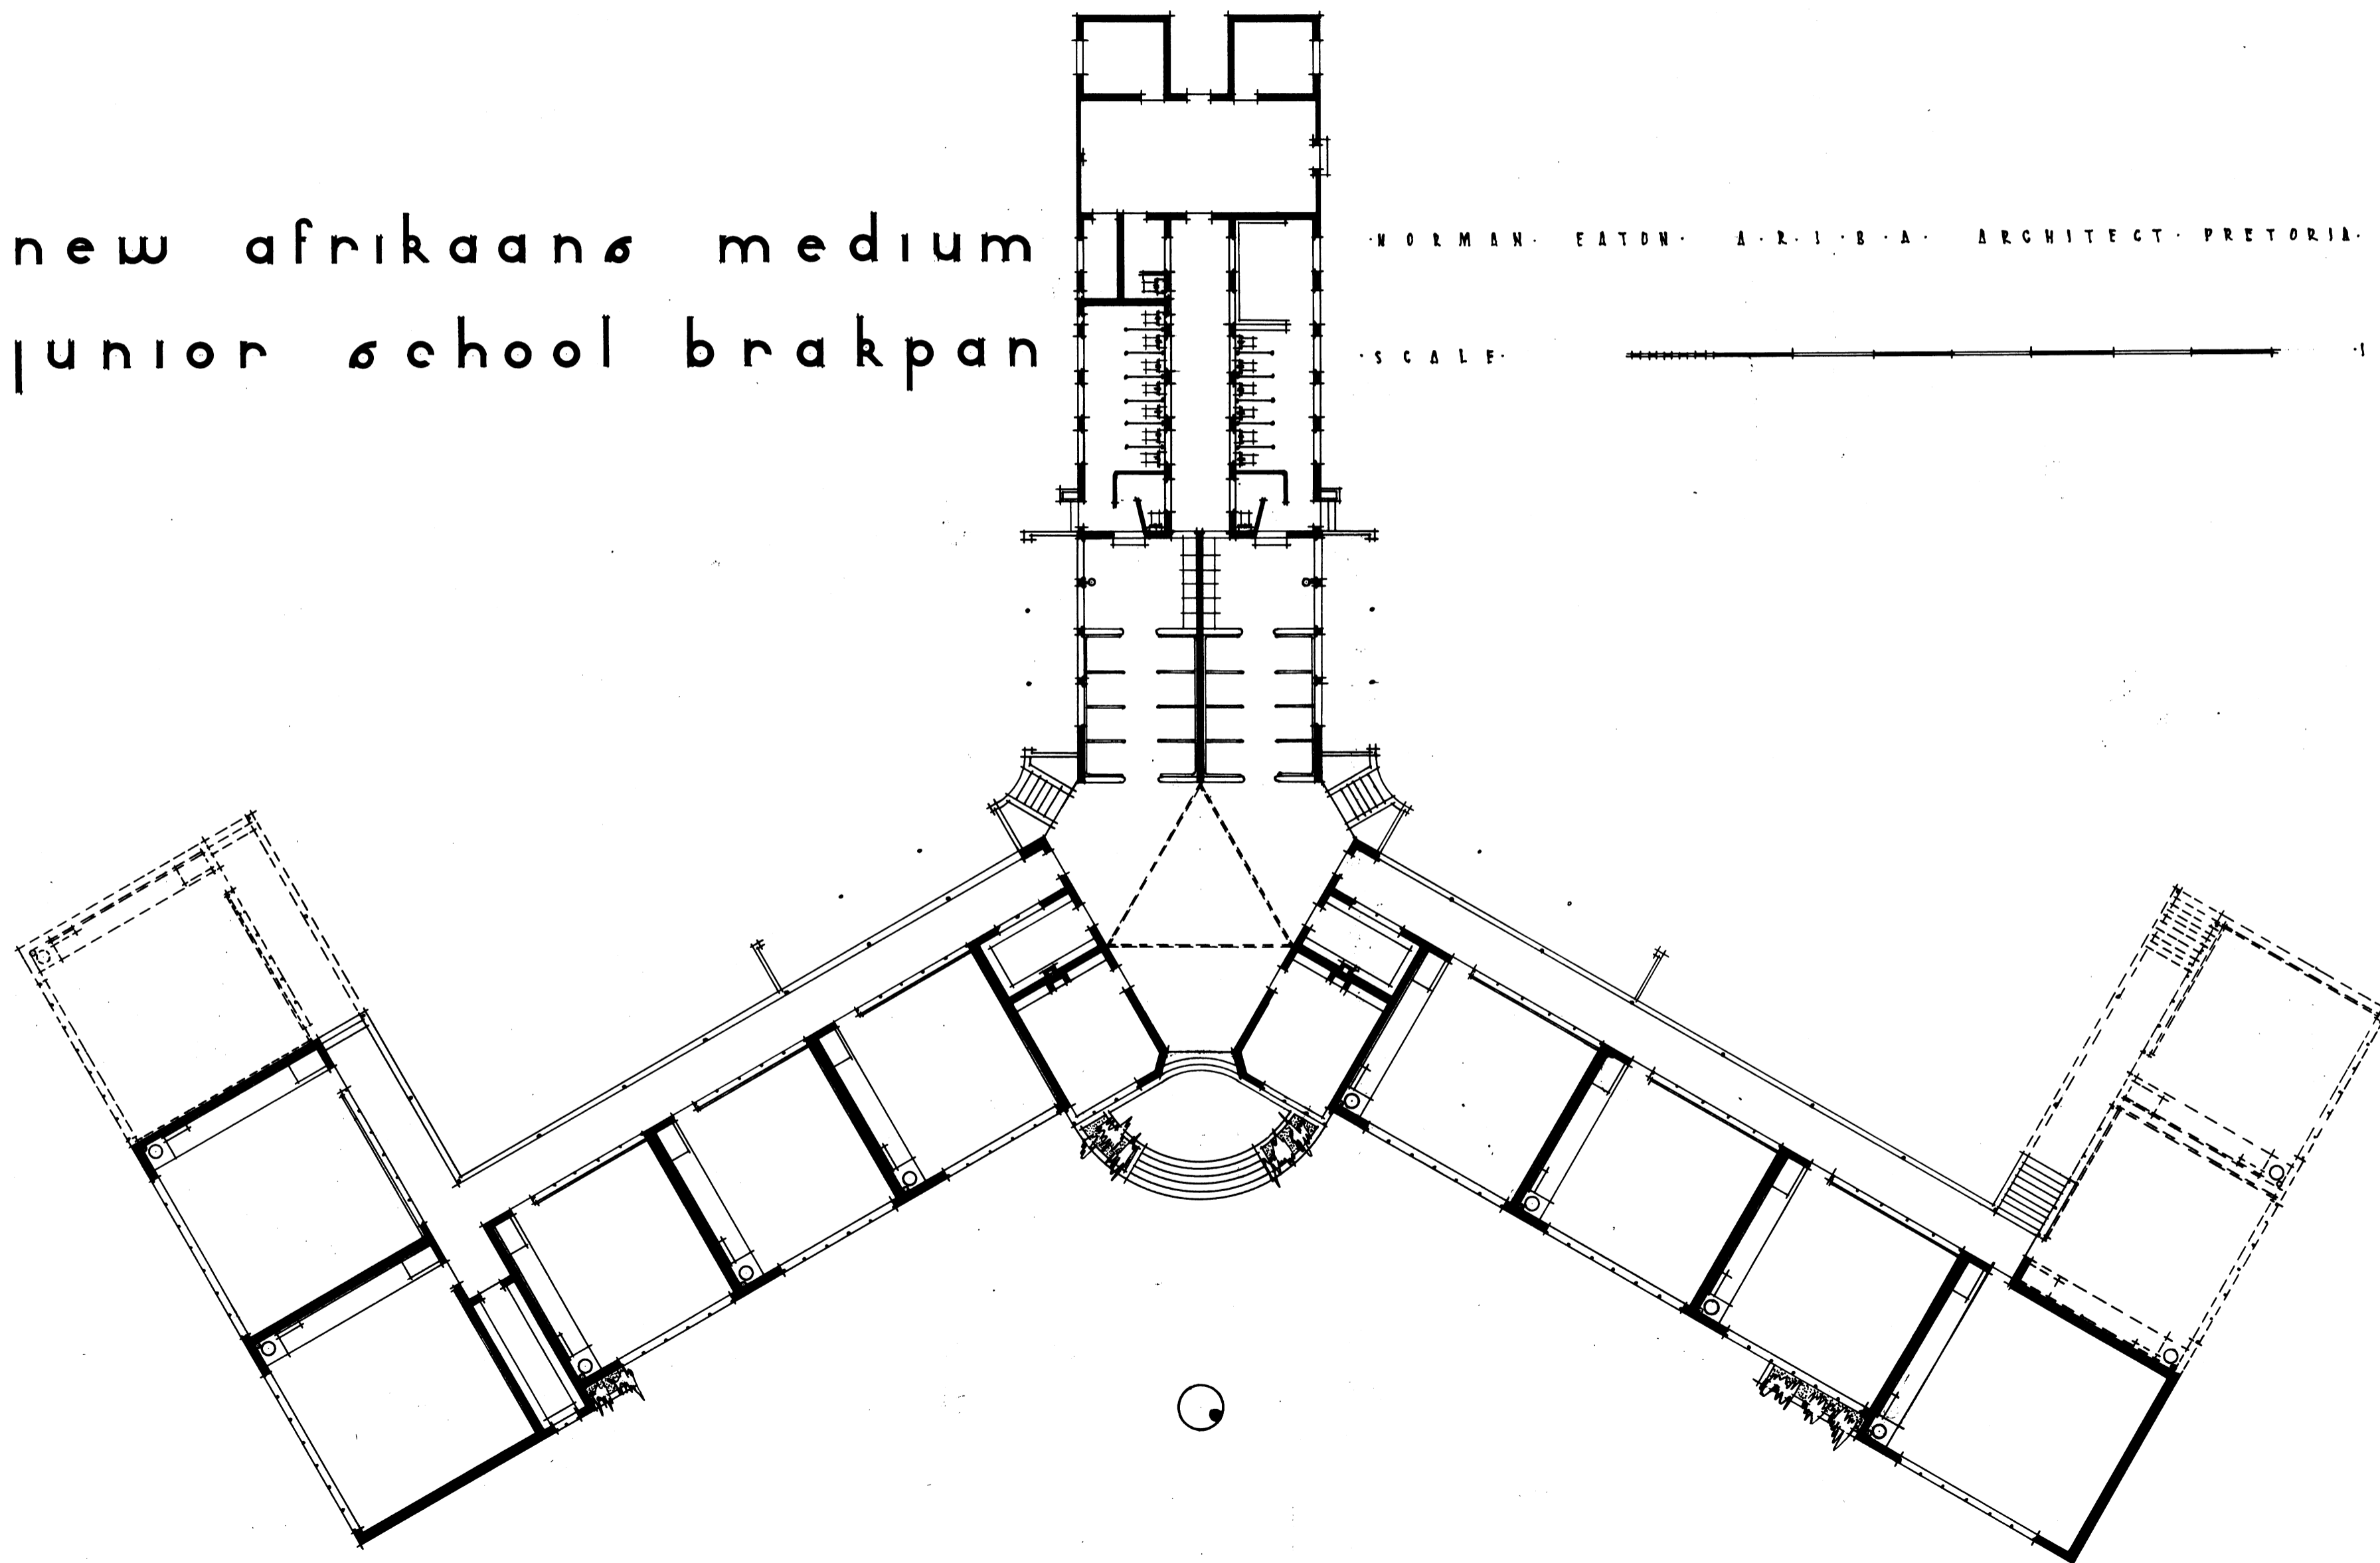 new afrikaans medium
junior school brakpan
·NORMAN· EATON· A·R·I·B·A· ARCHITECT· PRETORIA·
·SCALE·